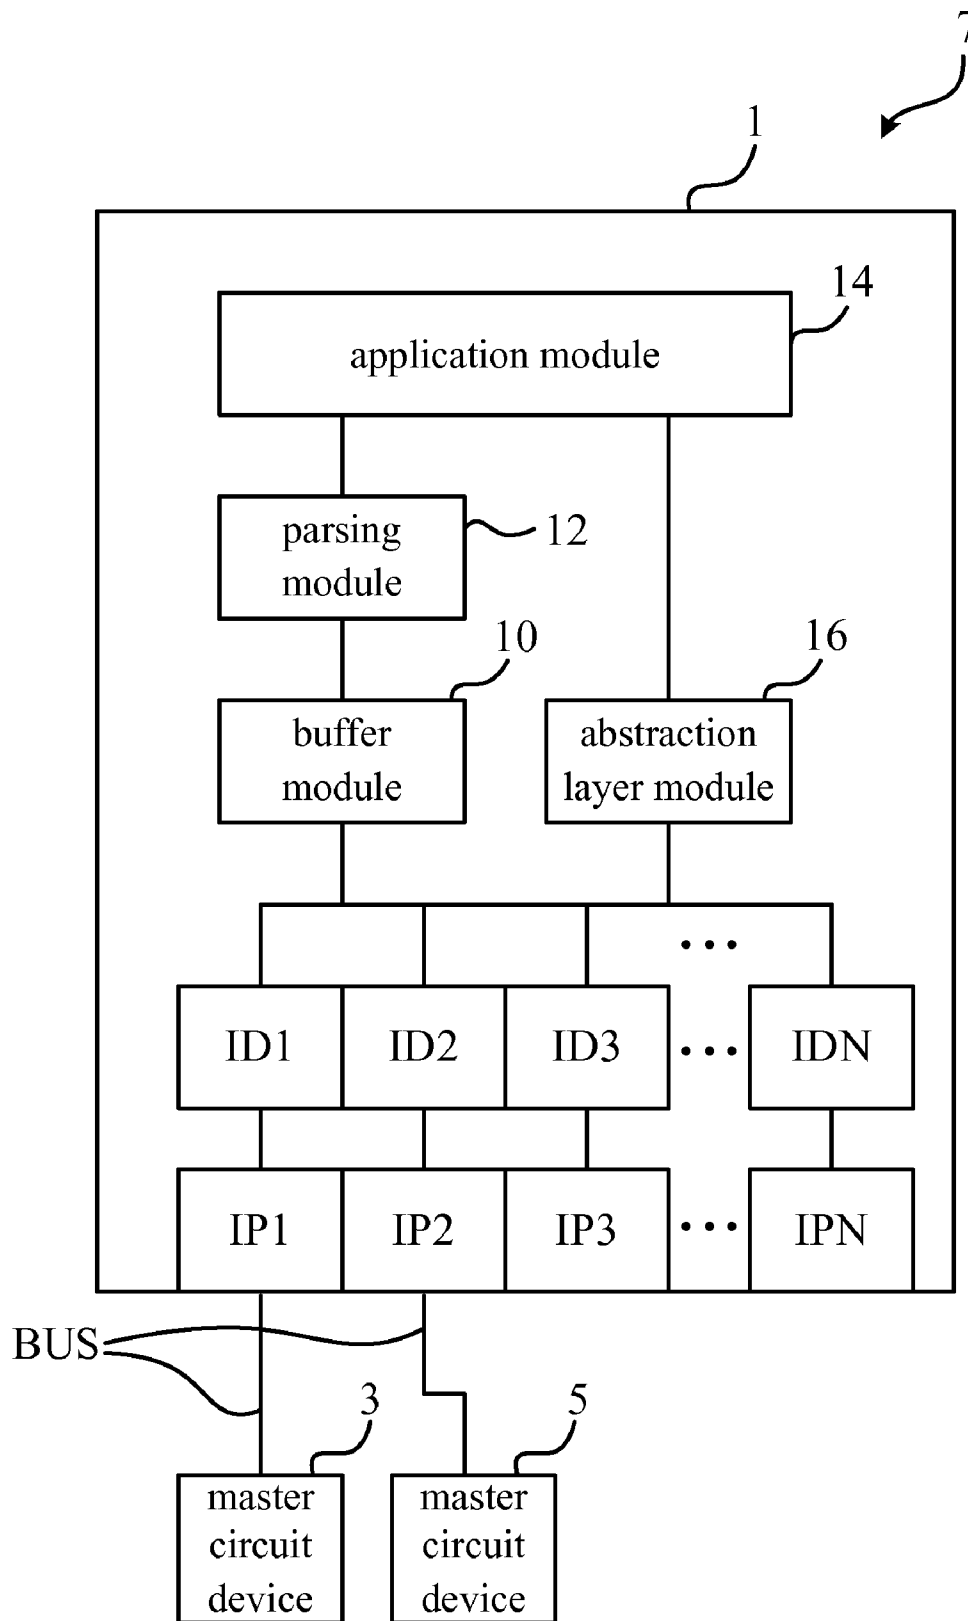 7
1
14
application module
parsing
module
12
10
16
buffer
module
abstraction
layer module
...
ID1 ID2 ID3 ... IDN
IP1 IP2 IP3 ... IPN
BUS
3
5
master
circuit
device
master
circuit
device